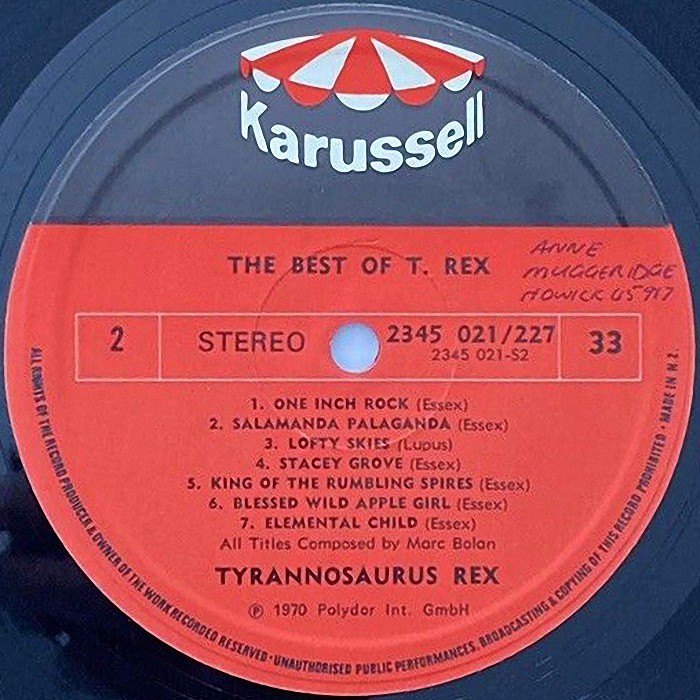 Karussell
THE BEST OF T. REX
ANNE
MUGGERIDGE
HOWICK 45 917
2
STEREO
2345 021/227
2345 021-S2
33
1. ONE INCH ROCK (Essex)
2. SALAMANDA PALAGANDA (Essex)
3. LOFTY SKIES (Lupus)
4. STACEY GROVE (Essex)
5. KING OF THE RUMBLING SPIRES (Essex)
6. BLESSED WILD APPLE GIRL (Essex)
7. ELEMENTAL CHILD (Essex)
All Titles Composed by Marc Bolan
TYRANNOSAURUS REX
℗ 1970 Polydor Int. GmbH
ALL RIGHTS OF THE RECORD PRODUCER & OWNER OF THE WORK RECORDED RESERVED · UNAUTHORISED PUBLIC PERFORMANCES, BROADCASTING & COPYING OF THIS RECORD PROHIBITED · MADE IN N.Z.